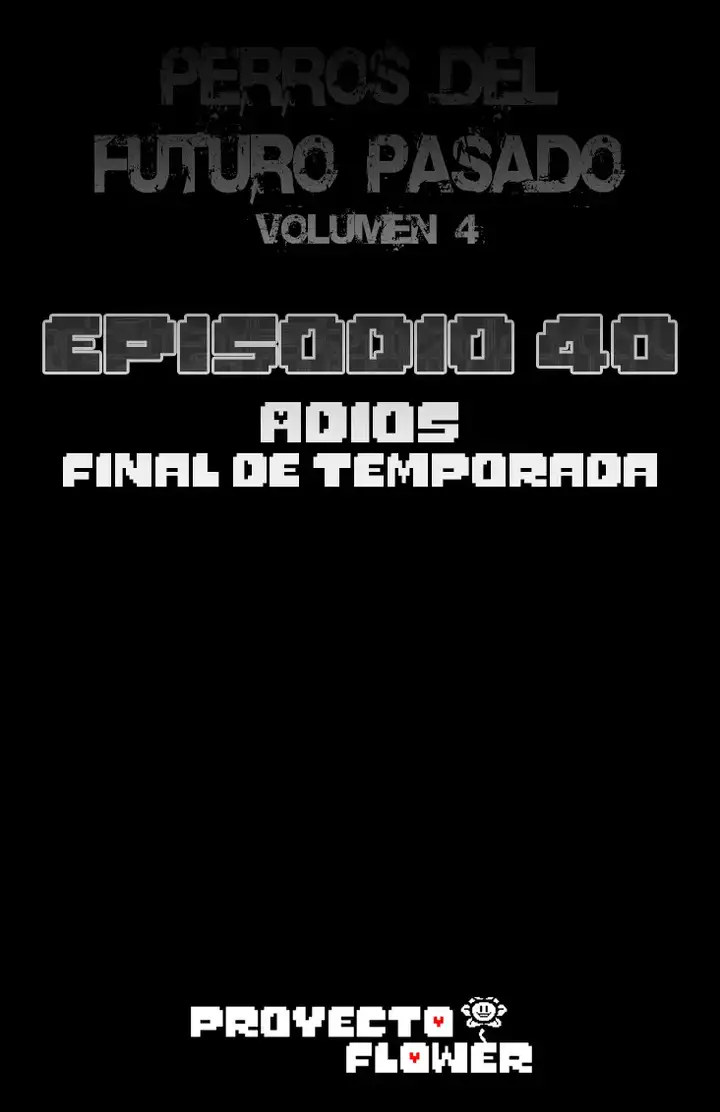 PERROS DEL
FUTURO PASADO
VOLUMEN 4
EPISODIO 40
ADIOS
FINAL DE TEMPORADA
PROYECTO
FLOWER